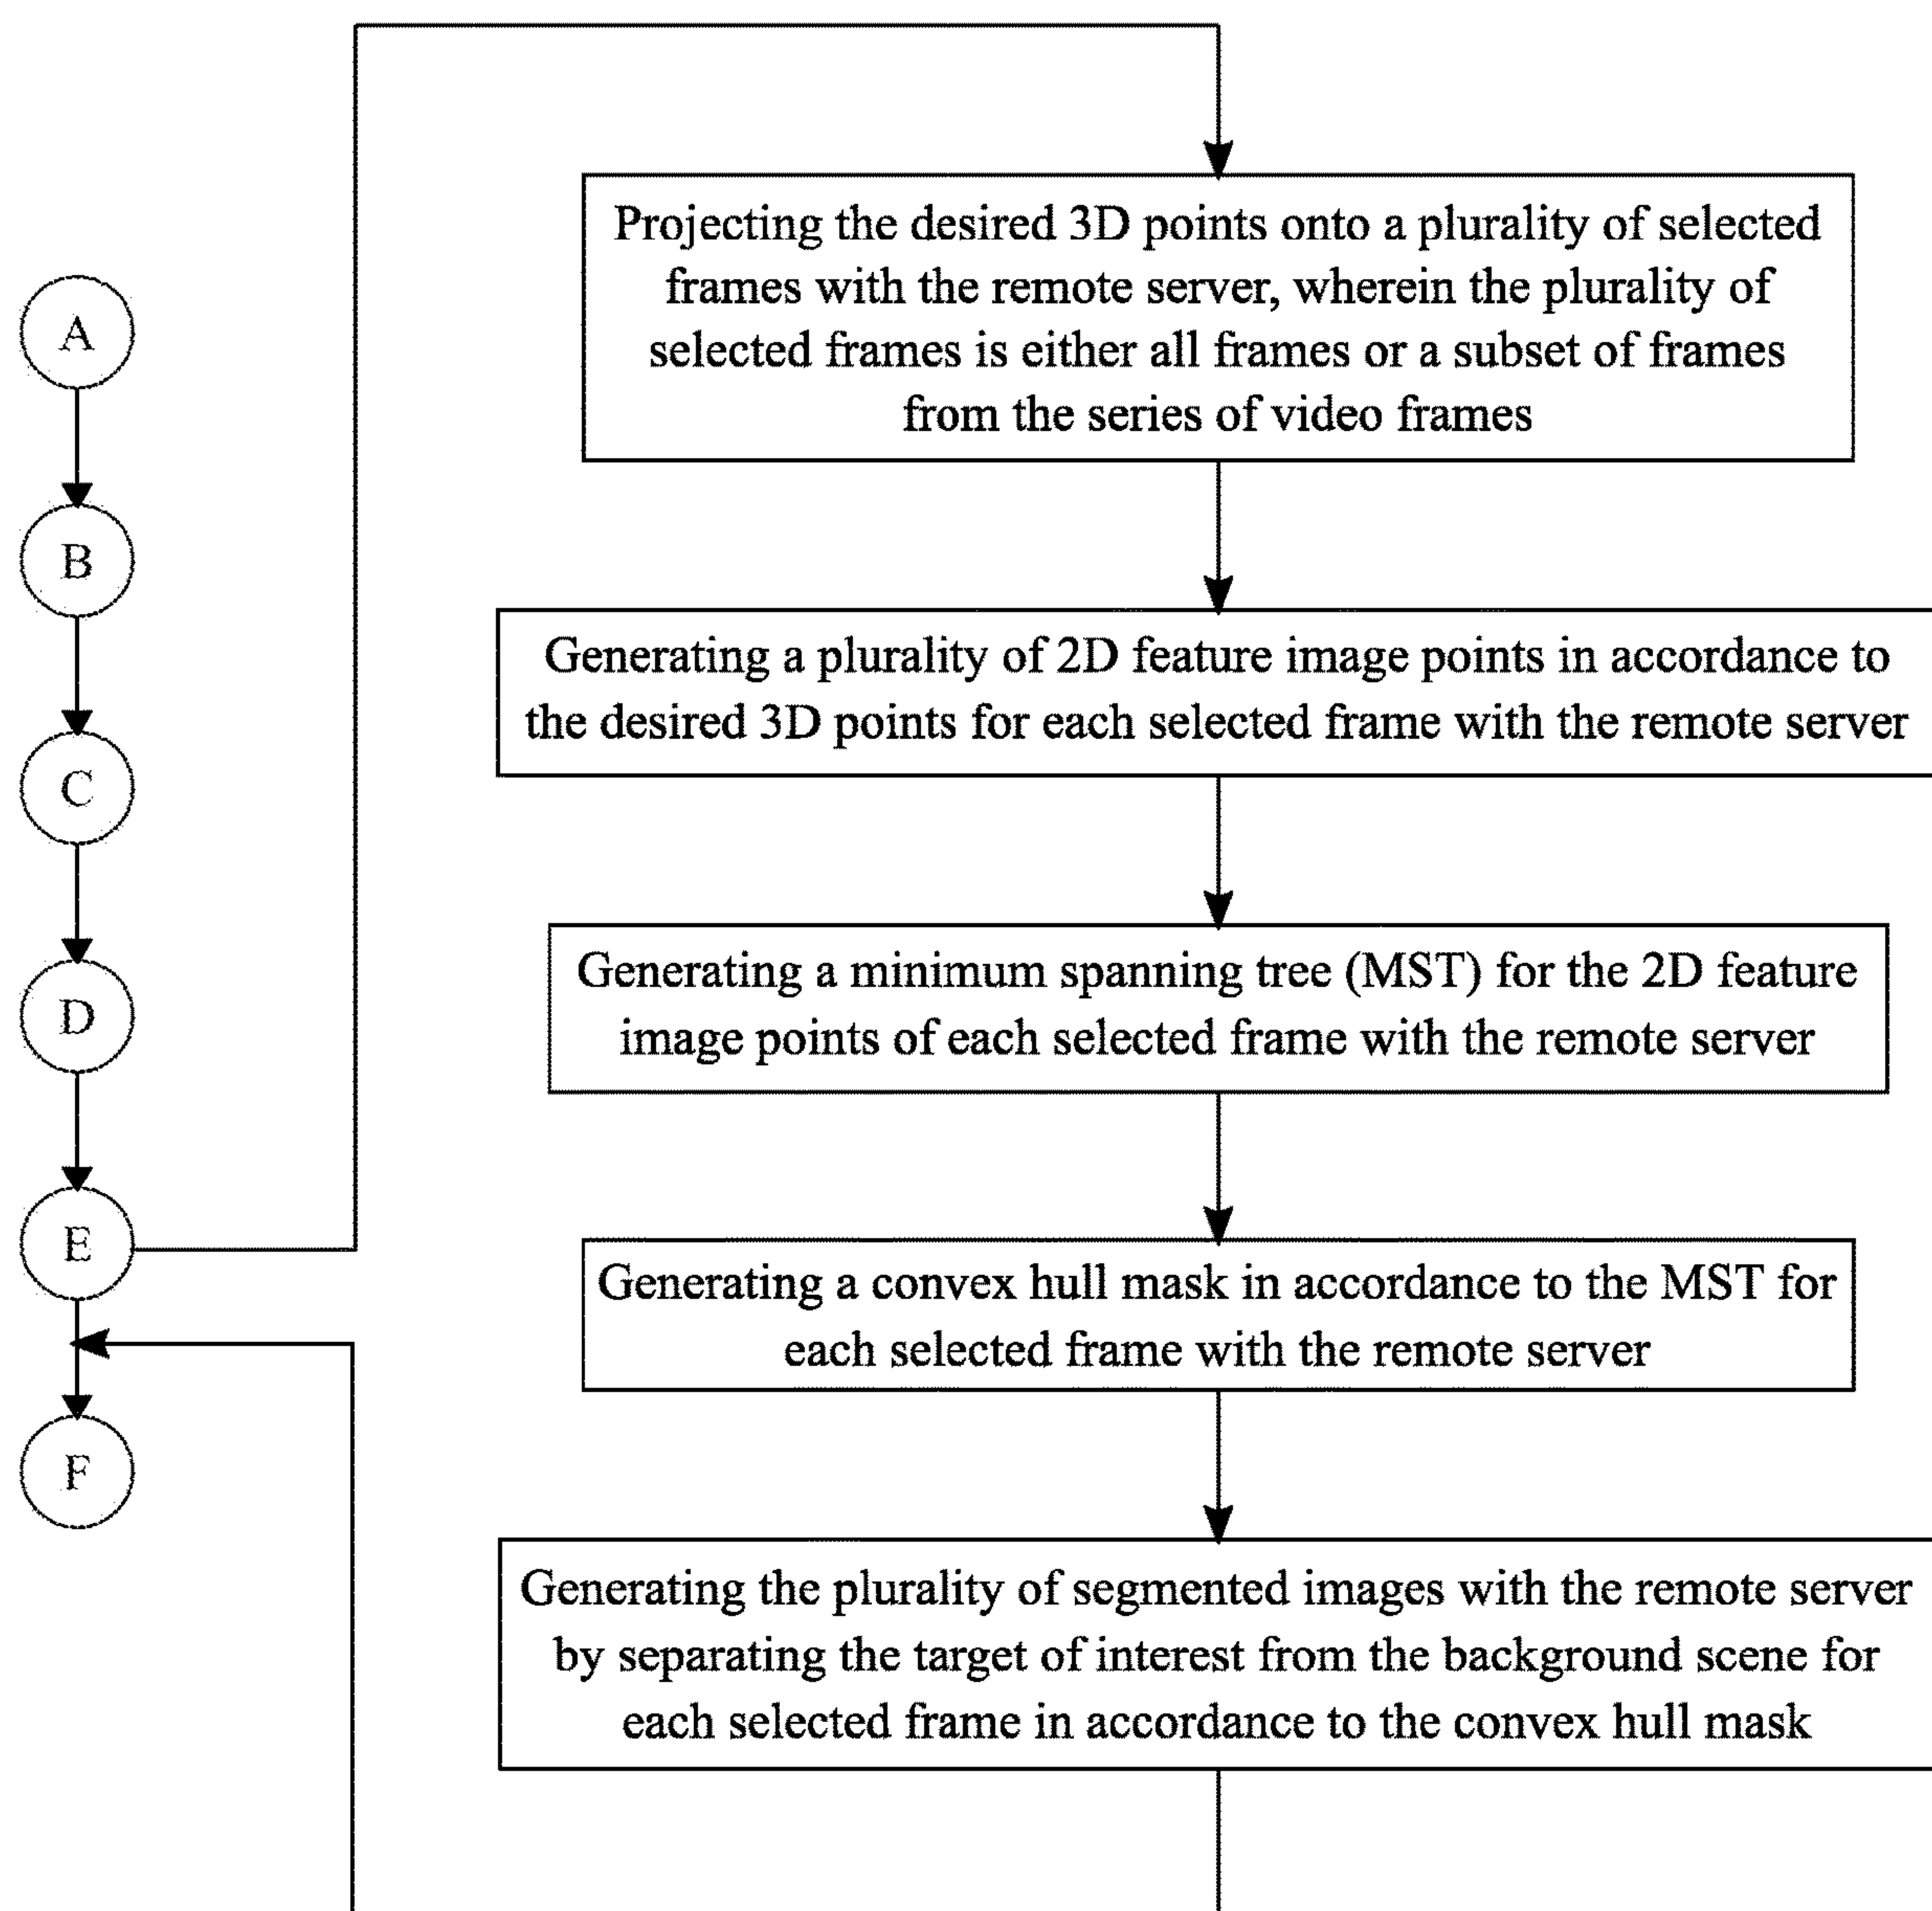 A
B
C
D
E
F
Projecting the desired 3D points onto a plurality of selected
frames with the remote server, wherein the plurality of
selected frames is either all frames or a subset of frames
from the series of video frames
Generating a plurality of 2D feature image points in accordance to
the desired 3D points for each selected frame with the remote server
Generating a minimum spanning tree (MST) for the 2D feature
image points of each selected frame with the remote server
Generating a convex hull mask in accordance to the MST for
each selected frame with the remote server
Generating the plurality of segmented images with the remote server
by separating the target of interest from the background scene for
each selected frame in accordance to the convex hull mask